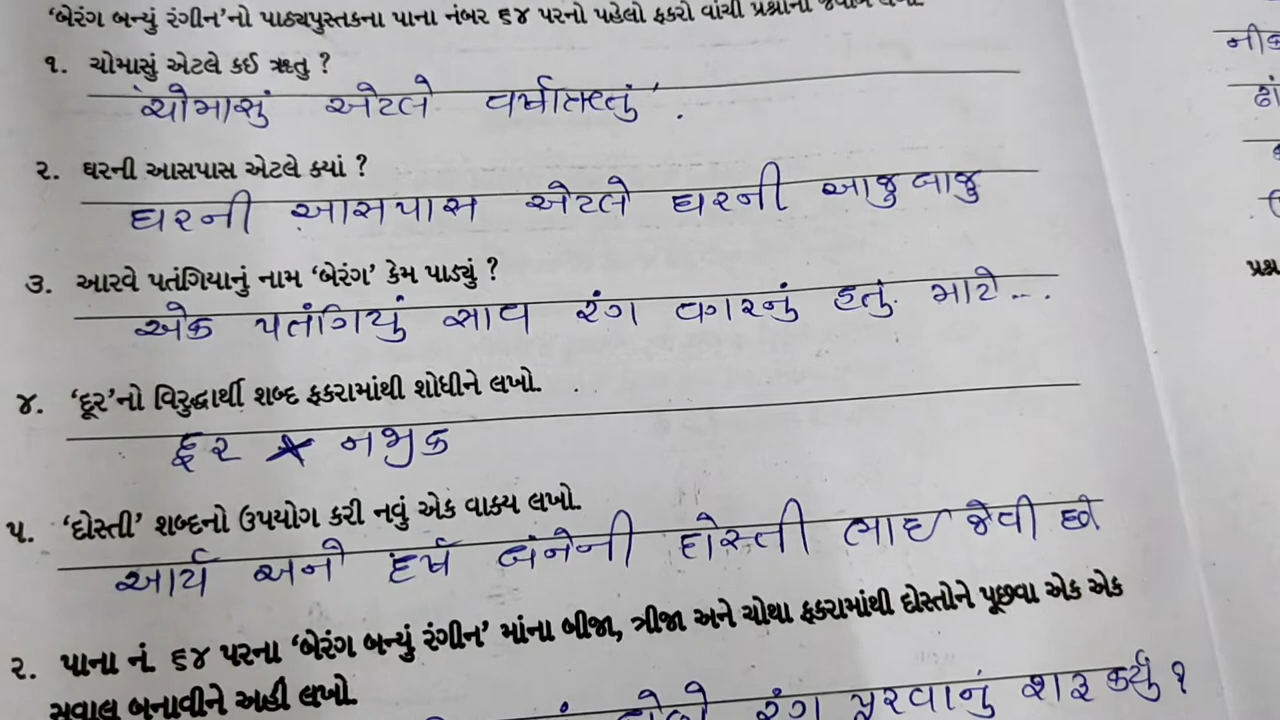 'બેરંગ બન્યું રંગીન'નો પાઠ્યપુસ્તકના પાના નંબર ૬૪ પરનો પહેલો ફકરો વાંચી પ્રશ્નોના
૧. ચોમાસું એટલે કઈ ઋતુ ?
ચોમાસું એટલે વર્ષાઋતું.
૨. ઘરની આસપાસ એટલે ક્યાં ?
ઘરની આસપાસ એટલે ઘરની આજુબાજુ
૩. આરવે પતંગિયાનું નામ 'બેરંગ' કેમ પાડ્યું ?
એક પતંગિયું સાવ રંગ વગરનું હતું. માટે...
૪. 'દૂર'નો વિરુદ્ધાર્થી શબ્દ ફકરામાંથી શોધીને લખો.
દૂર નજીક
૫. 'દોસ્તી' શબ્દનો ઉપયોગ કરી નવું એક વાક્ય લખો.
આર્ય અને હર્ષ બંનેની દોસ્તી ભાઇ જેવી છે
૨. પાના નં. ૬૪ પરના 'બેરંગ બન્યું રંગીન' માંના બીજા, ત્રીજા અને ચોથા ફકરામાંથી દોસ્તોને પૂછવા એક એક
સવાલ બનાવીને અહીં લખો.
રંગ પૂરવાનું શરૂ કર્યું ?
પ્રશ્ન